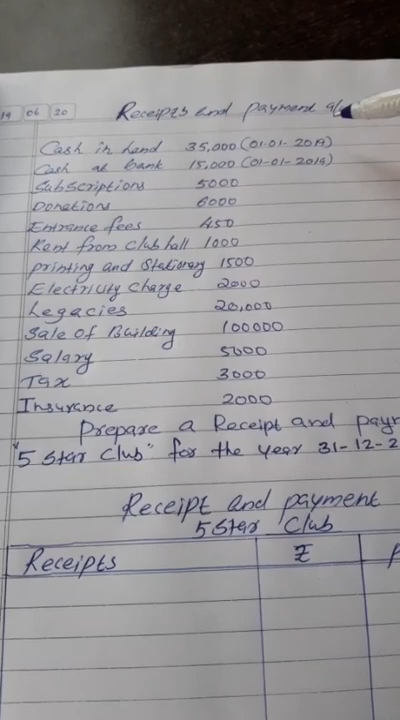 19 06 20
Receipts and payment a/c
Cash in hand 35,000 (01-01-2019)
Cash at bank 15,000 (01-01-2019)
Subscriptions 5000
Donations 6000
Entrance fees 450
Rent from club hall 1000
printing and Stationary 1500
Electricity charge 2000
Legacies 20,000
Sale of Building 100000
Salary 5000
Tax 3000
Insurance 2000
Prepare a Receipt and paym
"5 Star Club" for the year 31-12-2
Receipt and payment
5 Star Club
Receipts ₹ P